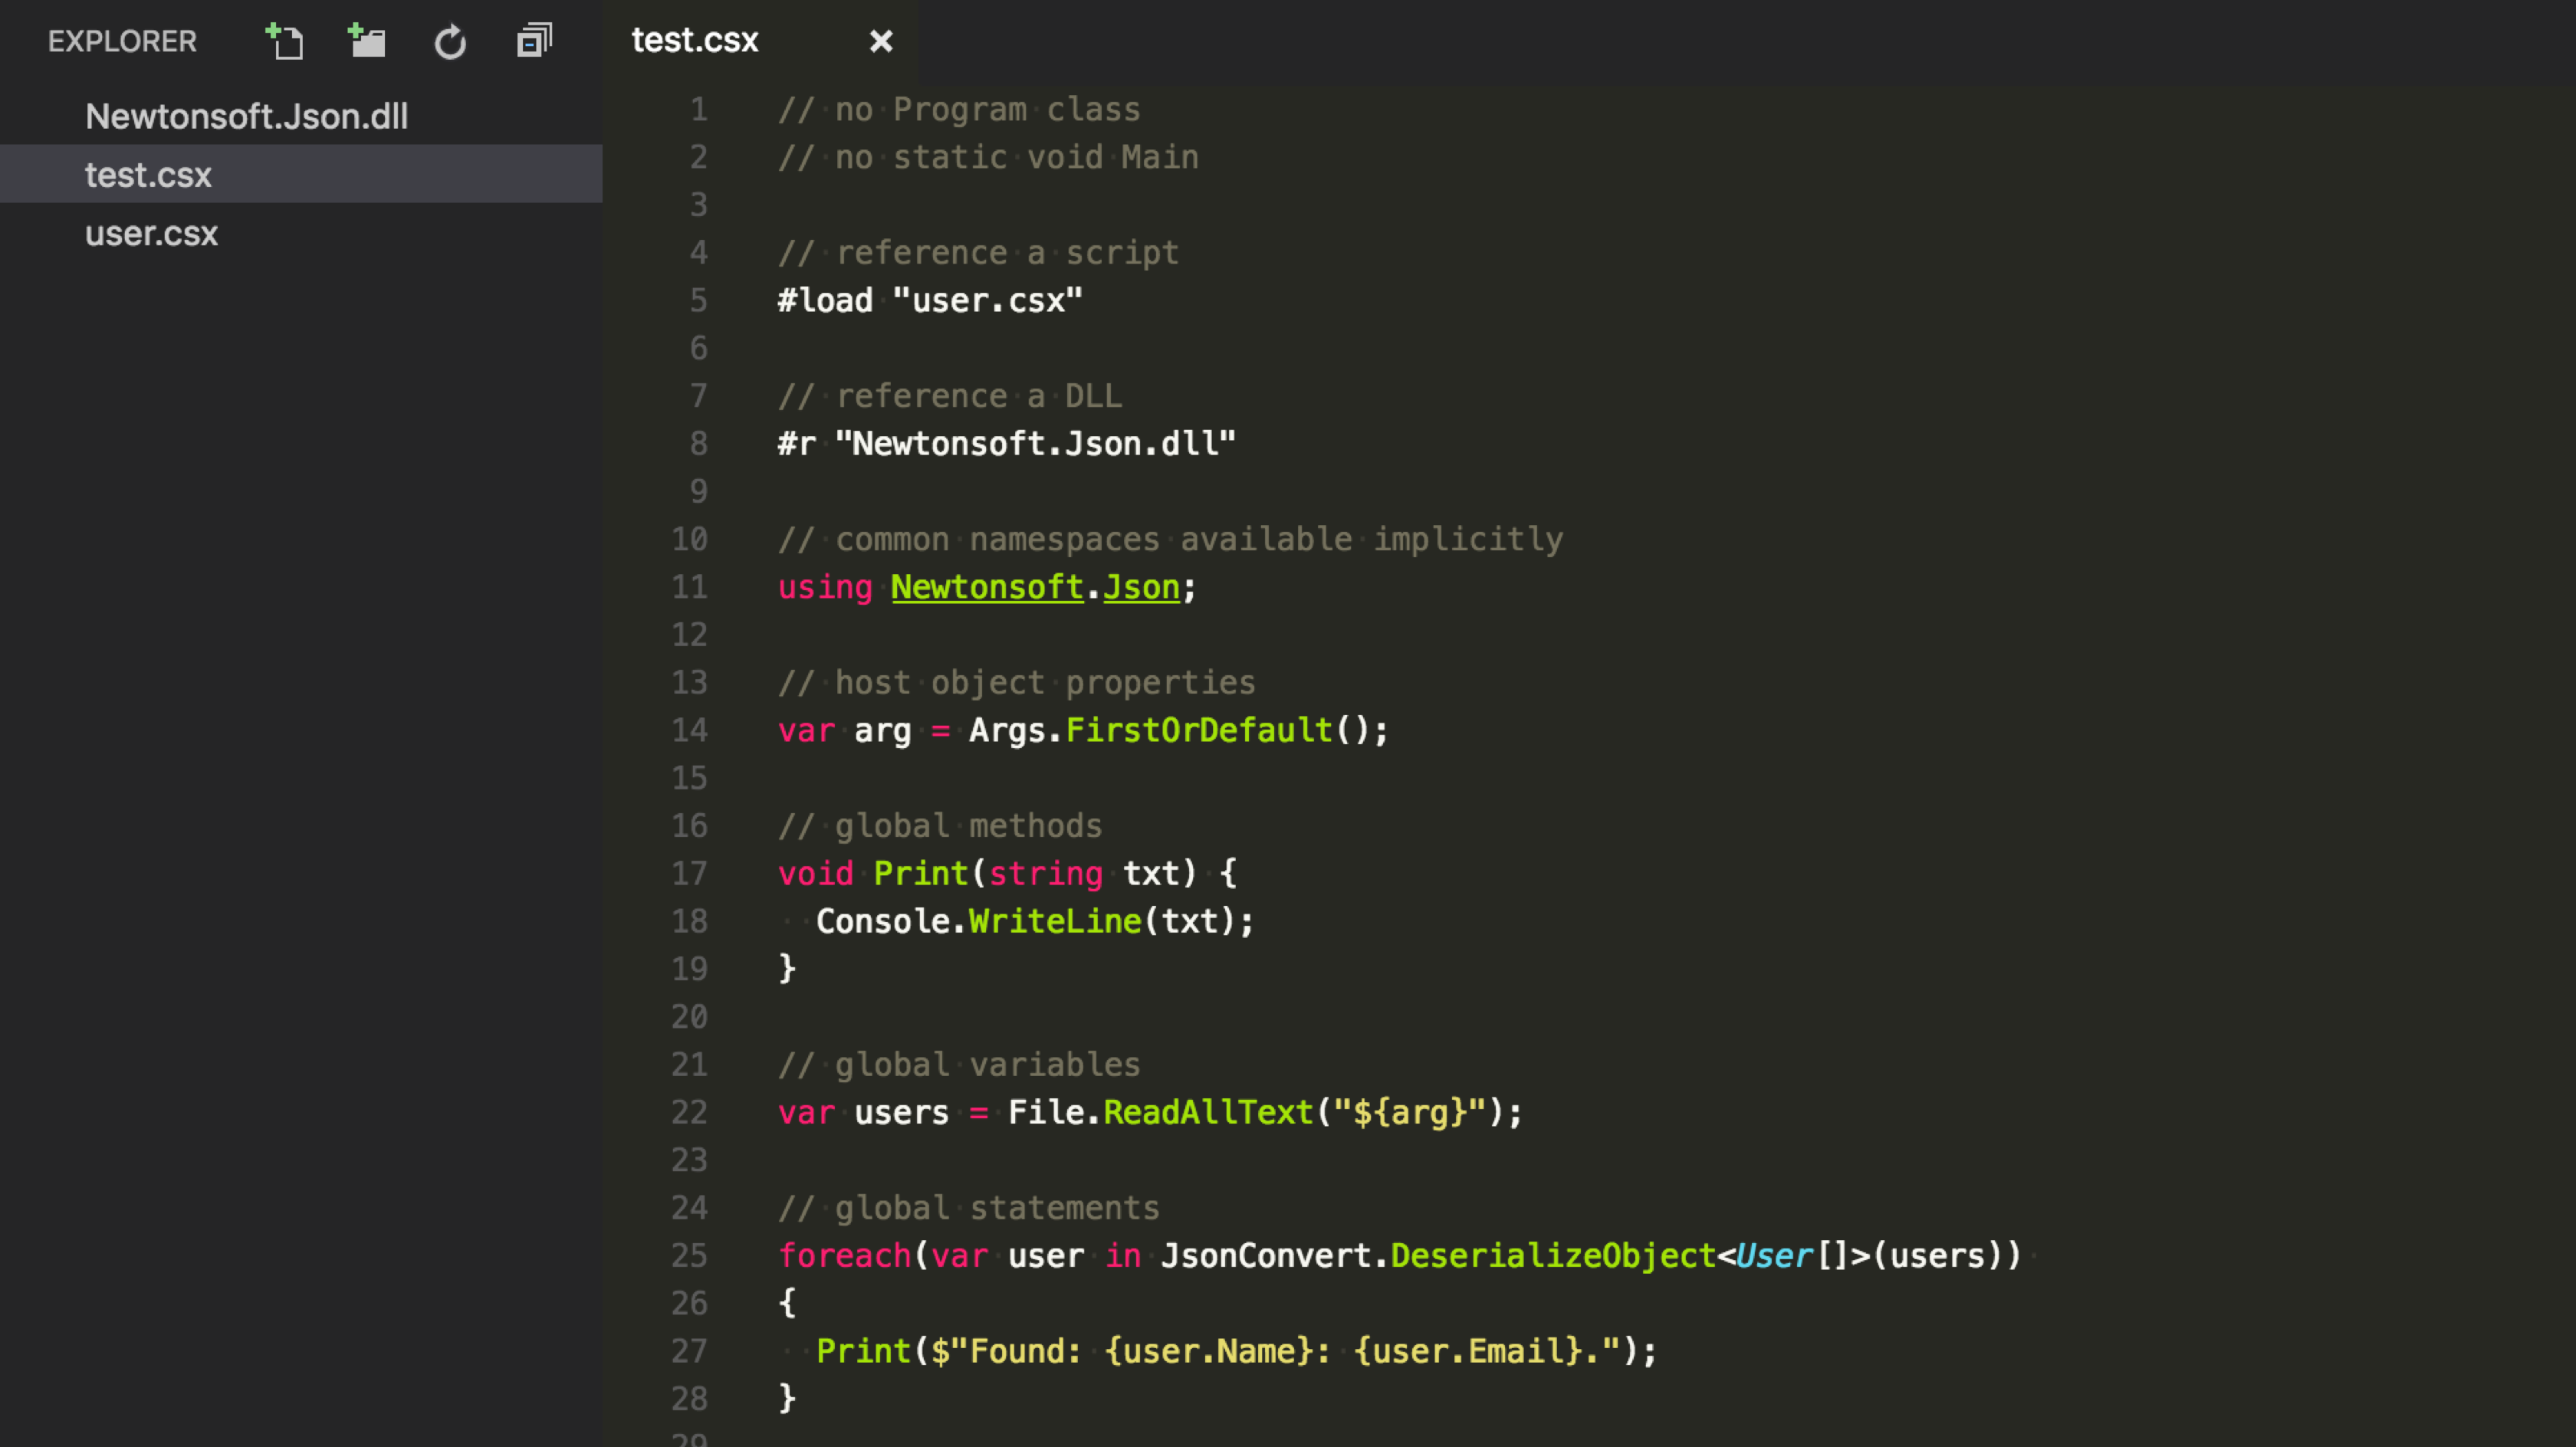 EXPLORER
Newtonsoft.Json.dll
test.csx
user.csx
test.csx
1 // no Program class
2 // no static void Main
3
4 // reference a script
5 #load "user.csx"
6
7 // reference a DLL
8 #r "Newtonsoft.Json.dll"
9
10 // common namespaces available implicitly
11 using Newtonsoft.Json;
12
13 // host object properties
14 var arg = Args.FirstOrDefault();
15
16 // global methods
17 void Print(string txt) {
18   Console.WriteLine(txt);
19 }
20
21 // global variables
22 var users = File.ReadAllText("${arg}");
23
24 // global statements
25 foreach(var user in JsonConvert.DeserializeObject<User[]>(users))
26 {
27   Print($"Found: {user.Name}: {user.Email}.");
28 }
29